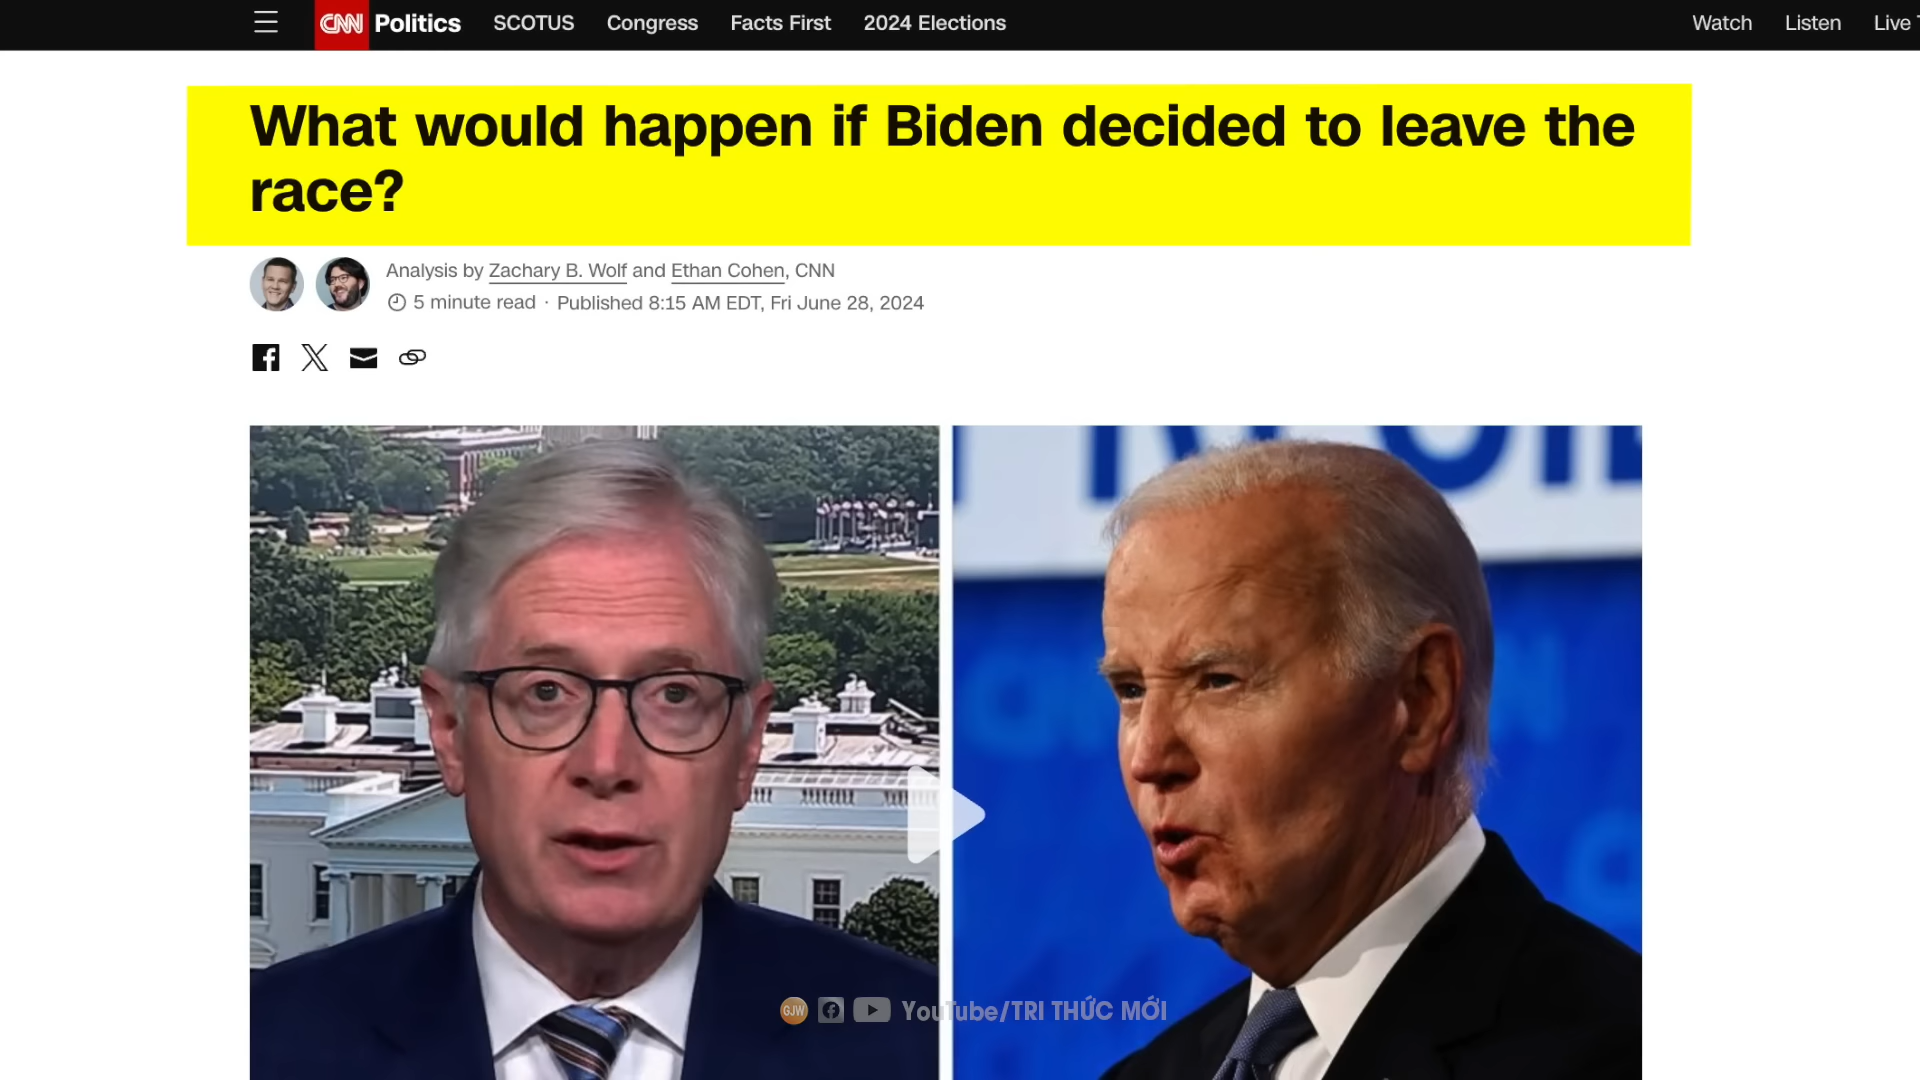 CNN Politics SCOTUS Congress Facts First 2024 Elections Watch Listen Live
What would happen if Biden decided to leave the
race?
Analysis by Zachary B. Wolf and Ethan Cohen, CNN
5 minute read · Published 8:15 AM EDT, Fri June 28, 2024
GJW YouTube/TRI THỨC MỚI